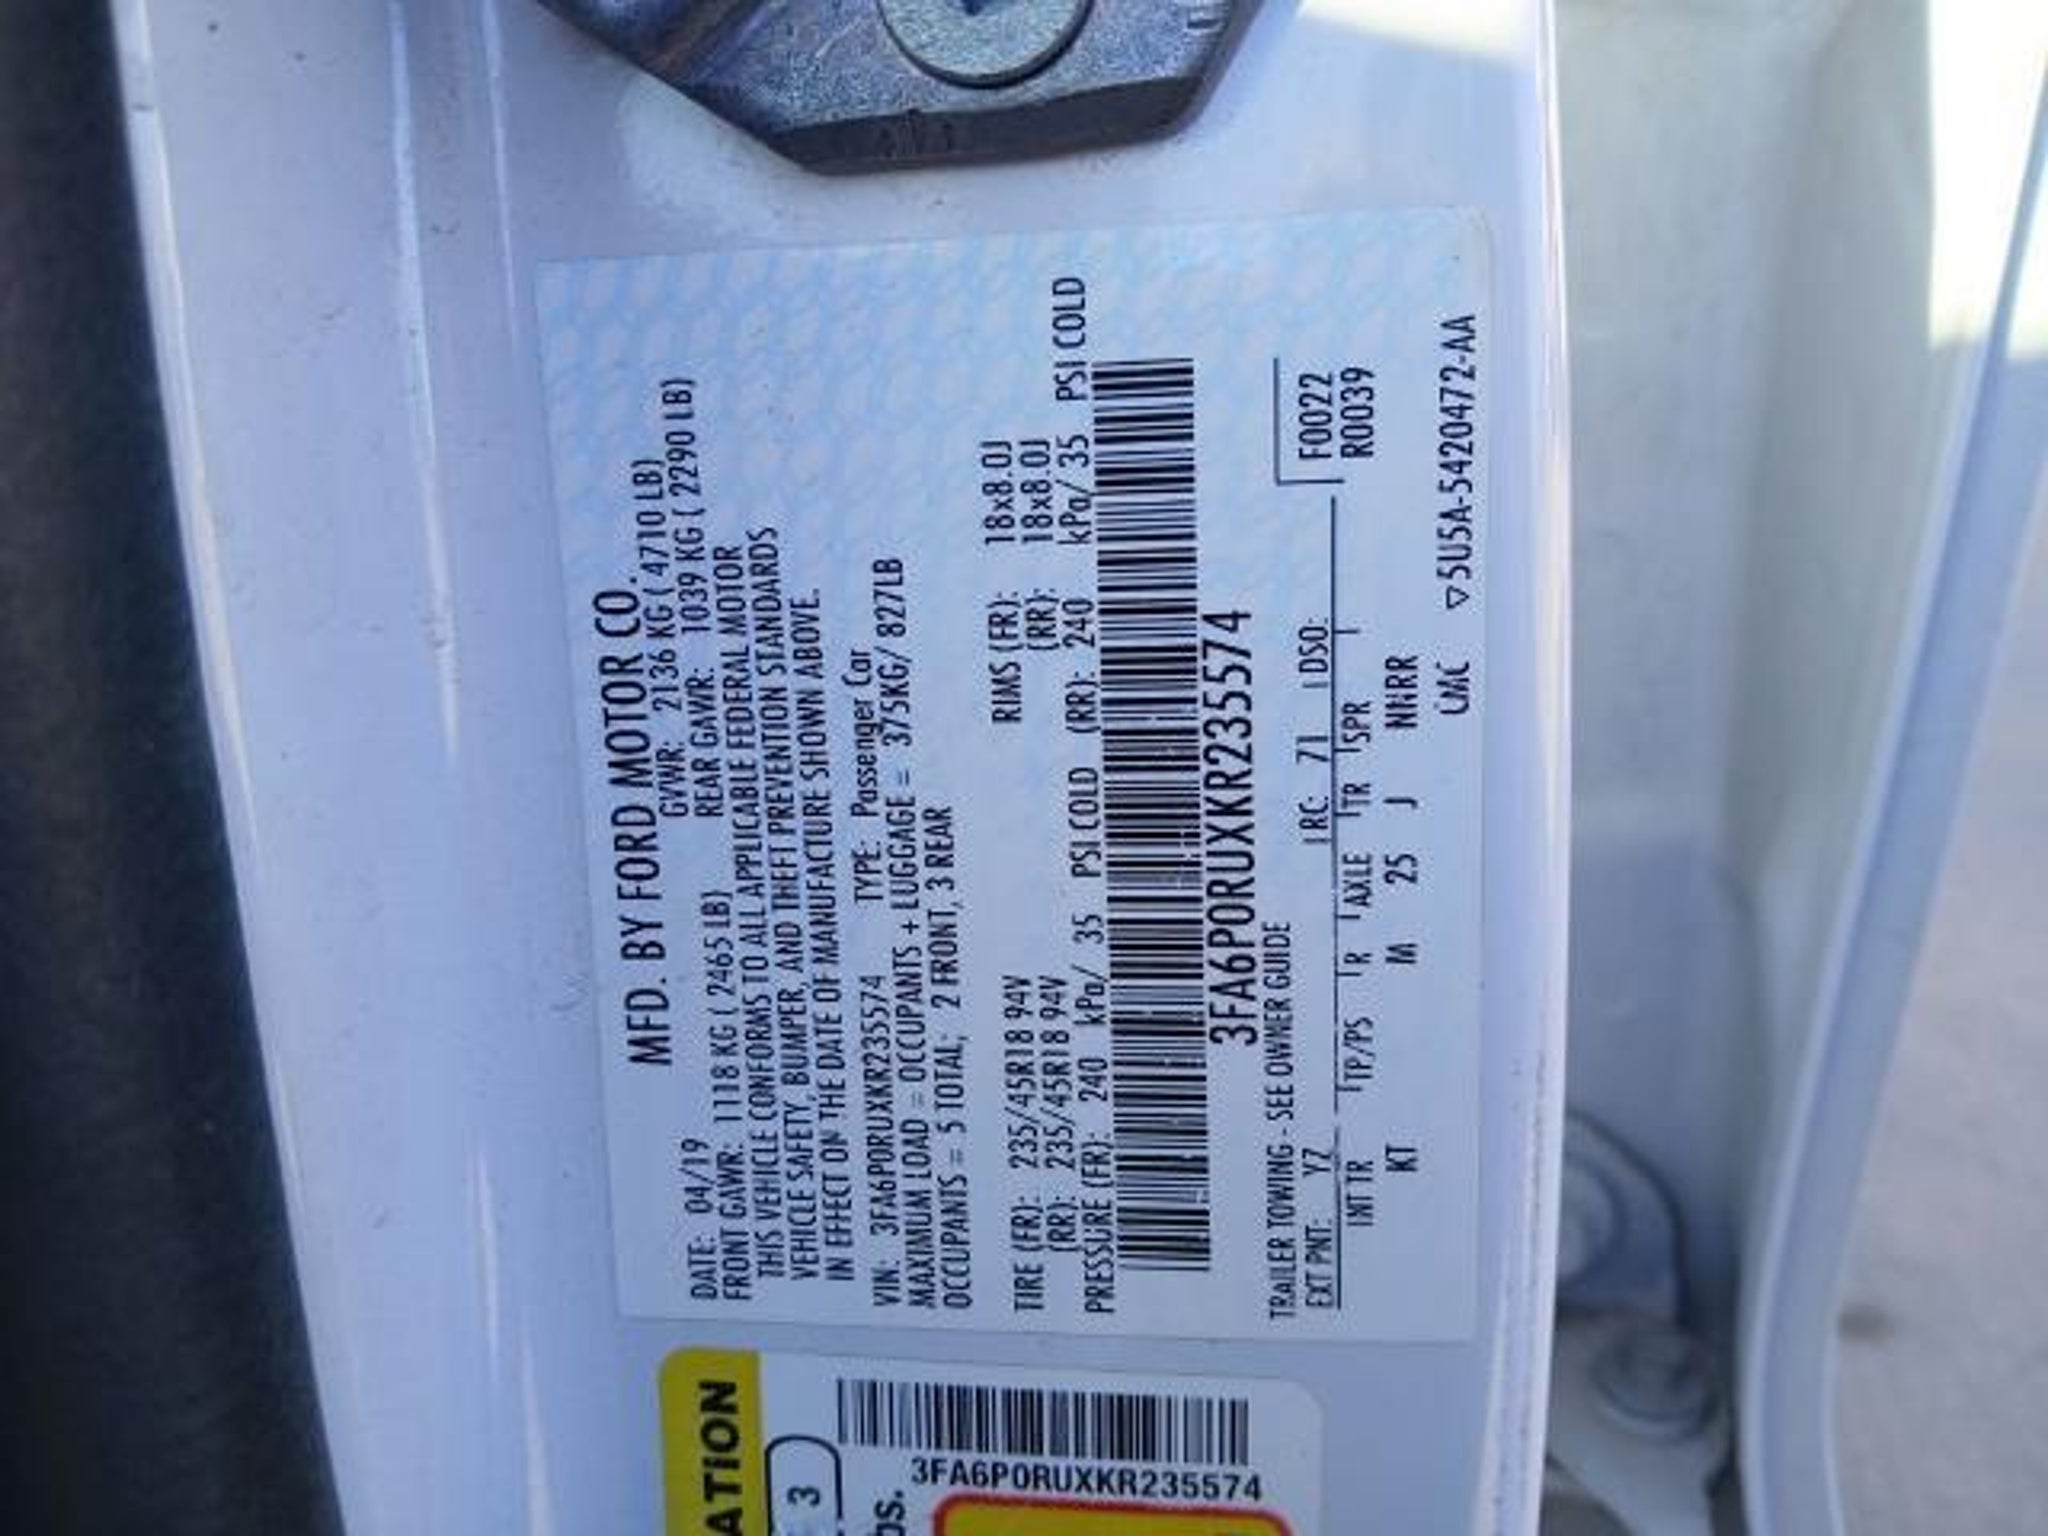 MFD. BY FORD MOTOR CO.
DATE: 04/19 GVWR: 2136 KG ( 4710 LB)
FRONT GAWR: 1118 KG ( 2465 LB) REAR GAWR: 1039 KG ( 2290 LB)
THIS VEHICLE CONFORMS TO ALL APPLICABLE FEDERAL MOTOR
VEHICLE SAFETY, BUMPER, AND THEFT PREVENTION STANDARDS
IN EFFECT ON THE DATE OF MANUFACTURE SHOWN ABOVE.
VIN: 3FA6P0RUXKR235574 TYPE: Passenger Car
MAXIMUM LOAD = OCCUPANTS + LUGGAGE = 375KG/ 827LB
OCCUPANTS = 5 TOTAL; 2 FRONT, 3 REAR
TIRE (FR): 235/45R18 94V RIMS (FR): 18x8.0J
(RR): 235/45R18 94V (RR): 18x8.0J
PRESSURE (FR): 240 kPa/ 35 PSI COLD (RR): 240 kPa/ 35 PSI COLD
3FA6P0RUXKR235574
TRAILER TOWING - SEE OWNER GUIDE
EXT PNT: YZ RC: 71 DSO: F0022
INT TR TP/PS R AXLE TR SPR R0039
KT M 25 J NNRR
UMC ▽5U5A-5420472-AA
ATION
3
3FA6P0RUXKR235574